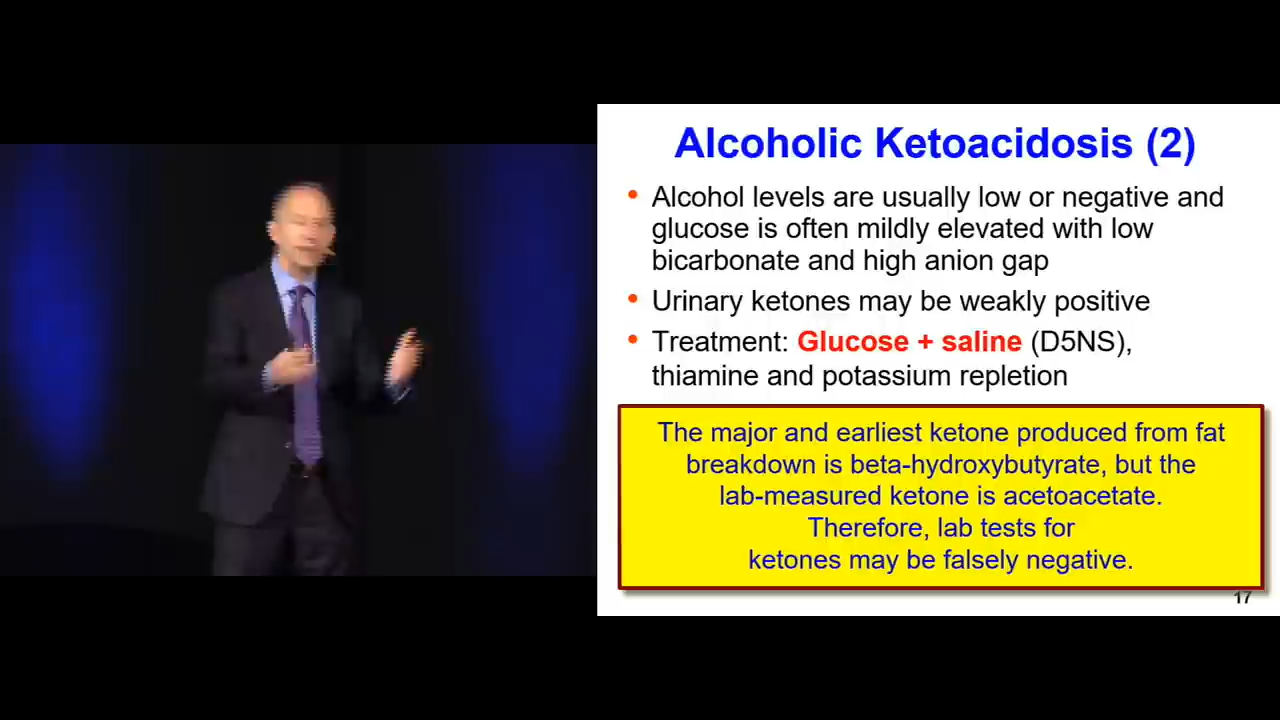 Alcoholic Ketoacidosis (2)
• Alcohol levels are usually low or negative and
glucose is often mildly elevated with low
bicarbonate and high anion gap
• Urinary ketones may be weakly positive
• Treatment: Glucose + saline (D5NS),
thiamine and potassium repletion
The major and earliest ketone produced from fat
breakdown is beta-hydroxybutyrate, but the
lab-measured ketone is acetoacetate.
Therefore, lab tests for
ketones may be falsely negative.
17